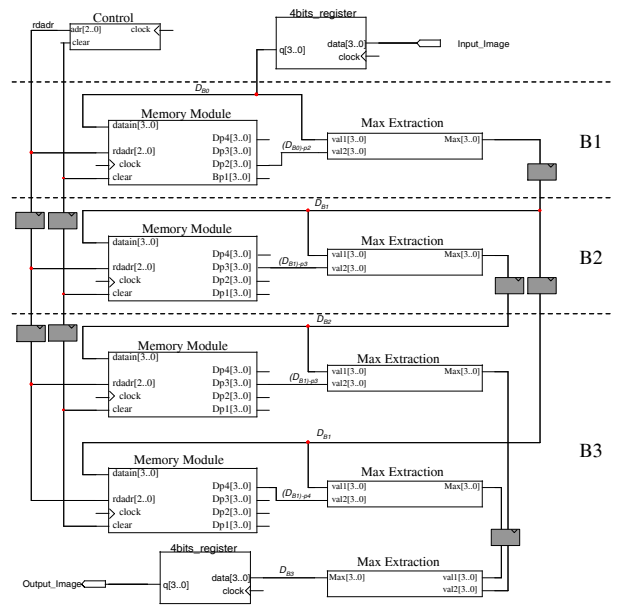 Control
rdadr
adr[2..0]
clock
clear
4bits_register
data[3..0]
q[3..0]
clock
Input_Image
D_B0
Memory Module
datain[3..0]
Dp4[3..0]
rdadr[2..0]
Dp3[3..0]
clock
Dp2[3..0]
clear
Bp1[3..0]
(D_B0)-p2
Max Extraction
val1[3..0]
Max[3..0]
val2[3..0]
B1
D_B1
Memory Module
datain[3..0]
Dp4[3..0]
rdadr[2..0]
Dp3[3..0]
clock
Dp2[3..0]
clear
Dp1[3..0]
(D_B1)-p3
Max Extraction
val1[3..0]
Max[3..0]
val2[3..0]
B2
D_B2
Memory Module
datain[3..0]
Dp4[3..0]
rdadr[2..0]
Dp3[3..0]
clock
Dp2[3..0]
clear
Dp1[3..0]
(D_B1)-p3
Max Extraction
val1[3..0]
Max[3..0]
val2[3..0]
B3
D_B1
Memory Module
datain[3..0]
Dp4[3..0]
rdadr[2..0]
Dp3[3..0]
clock
Dp2[3..0]
clear
Dp1[3..0]
(D_B1)-p4
Max Extraction
val1[3..0]
Max[3..0]
val2[3..0]
4bits_register
Output_Image
q[3..0]
data[3..0]
clock
D_B3
Max Extraction
Max[3..0]
val1[3..0]
val2[3..0]